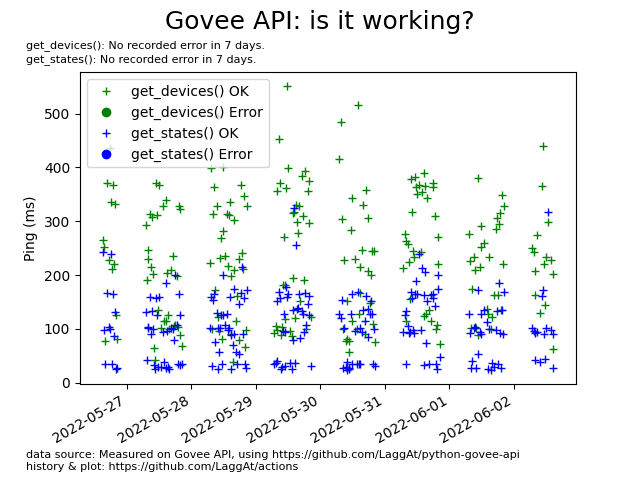 Govee API: is it working?
get_devices(): No recorded error in 7 days.
get_states(): No recorded error in 7 days.
get_devices() OK
get_devices() Error
get_states() OK
get_states() Error
Ping (ms)
500
400
300
200
100
0
2022-05-27
2022-05-28
2022-05-29
2022-05-30
2022-05-31
2022-06-01
2022-06-02
data source: Measured on Govee API, using https://github.com/LaggAt/python-govee-api
history & plot: https://github.com/LaggAt/actions